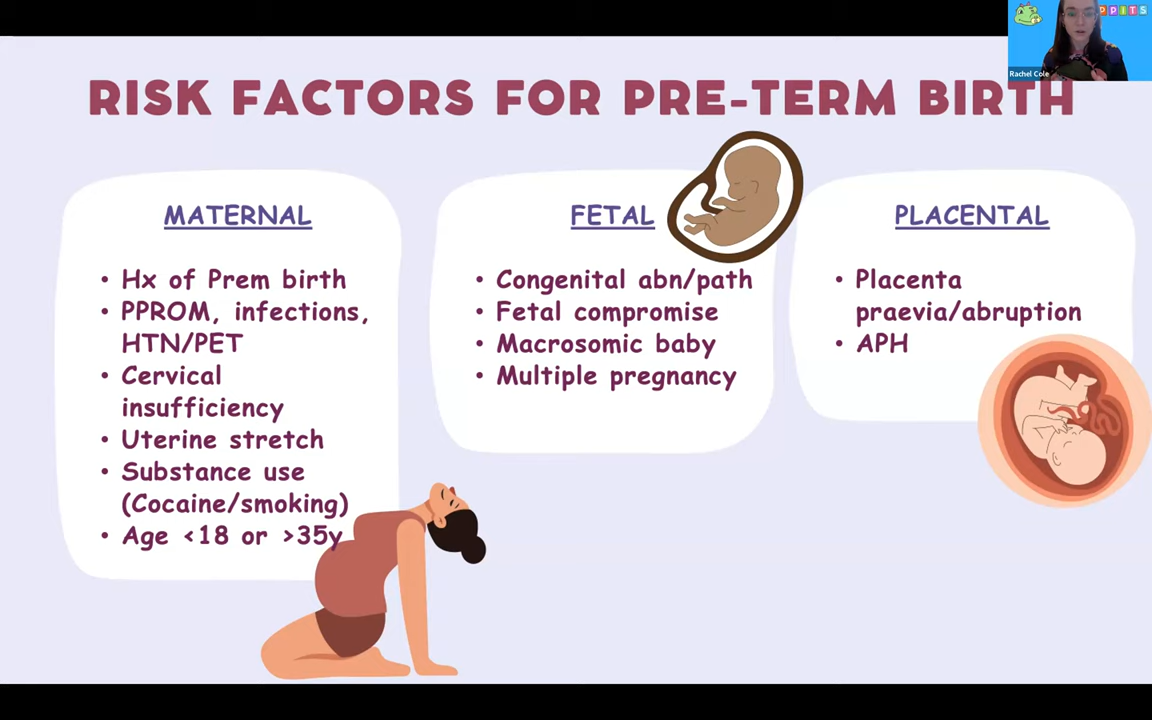 PPITS
Rachel Cole
RISK FACTORS FOR PRE-TERM BIRTH
MATERNAL
• Hx of Prem birth
• PPROM, infections,
HTN/PET
• Cervical
insufficiency
• Uterine stretch
• Substance use
(Cocaine/smoking)
• Age <18 or >35y
FETAL
• Congenital abn/path
• Fetal compromise
• Macrosomic baby
• Multiple pregnancy
PLACENTAL
• Placenta
praevia/abruption
• APH